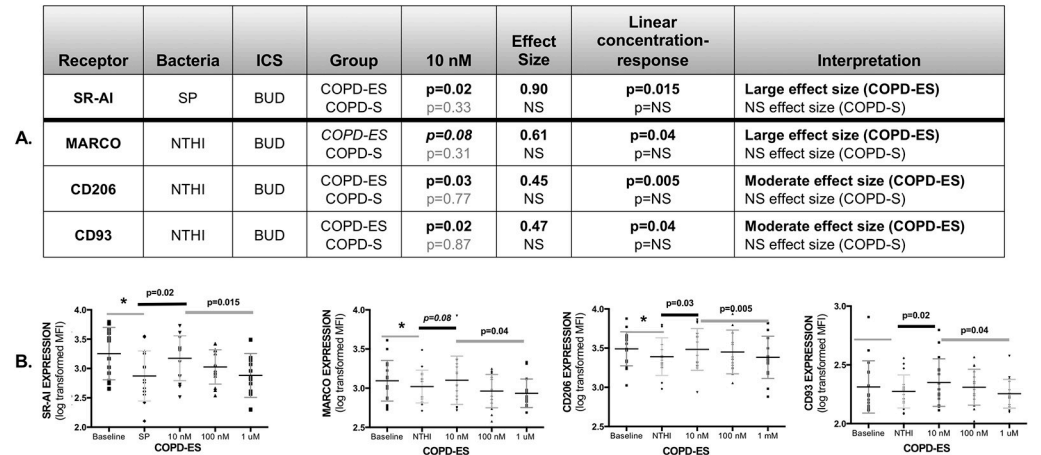 A.
Receptor Bacteria ICS Group 10 nM Effect Size Linear concentration-response Interpretation
SR-AI SP BUD COPD-ES p=0.02 0.90 p=0.015 Large effect size (COPD-ES)
COPD-S p=0.33 NS p=NS NS effect size (COPD-S)
MARCO NTHI BUD COPD-ES p=0.08 0.61 p=0.04 Large effect size (COPD-ES)
COPD-S p=0.31 NS p=NS NS effect size (COPD-S)
CD206 NTHI BUD COPD-ES p=0.03 0.45 p=0.005 Moderate effect size (COPD-ES)
COPD-S p=0.77 NS p=NS NS effect size (COPD-S)
CD93 NTHI BUD COPD-ES p=0.02 0.47 p=0.04 Moderate effect size (COPD-ES)
COPD-S p=0.87 NS p=NS NS effect size (COPD-S)
B.
SR-AI EXPRESSION
(log transformed MFI)
4.0
3.5
3.0
2.5
2.0
*
p=0.02
p=0.015
Baseline SP 10 nM 100 nM 1 uM
COPD-ES
MARCO EXPRESSION
(log transformed MFI)
4.0
3.5
3.0
2.5
*
p=0.08
p=0.04
Baseline NTHI 10 nM 100 nM 1 uM
COPD-ES
CD206 EXPRESSION
(log transformed MFI)
4.0
3.5
3.0
2.5
*
p=0.03
p=0.005
Baseline NTHI 10 nM 100 nM 1 mM
COPD-ES
CD93 EXPRESSION
(log transformed MFI)
3.0
2.5
2.0
p=0.02
p=0.04
Baseline NTHI 10 nM 100 nM 1 uM
COPD-ES